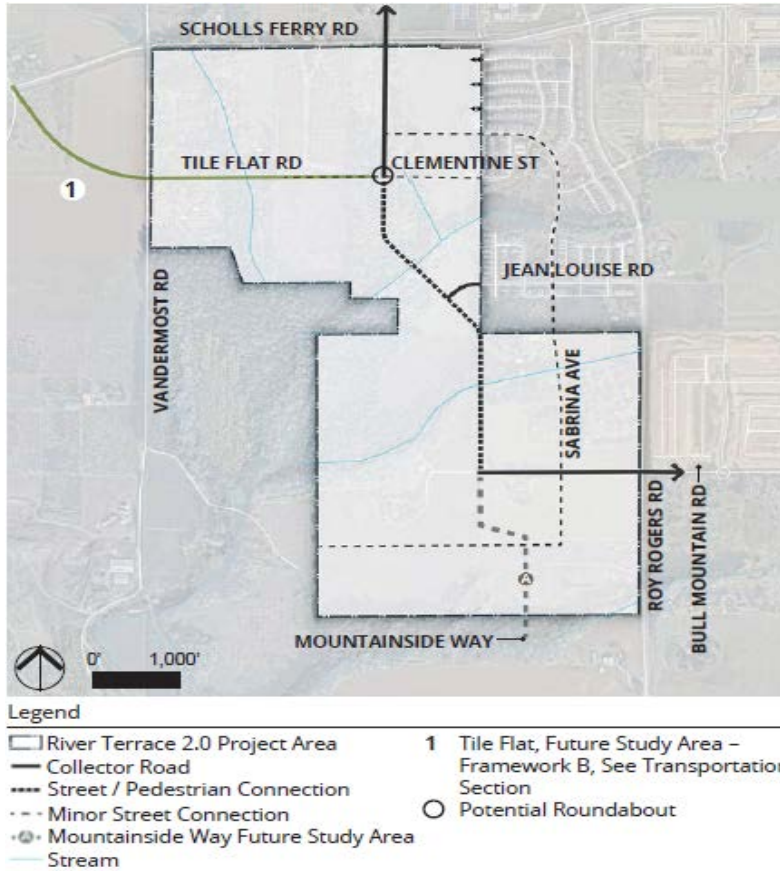 SCHOLLS FERRY RD
TILE FLAT RD
CLEMENTINE ST
1
JEAN LOUISE RD
VANDERMOST RD
SABRINA AVE
ROY ROGERS RD
BULL MOUNTAIN RD
A
MOUNTAINSIDE WAY
0' 1,000'
Legend
River Terrace 2.0 Project Area
Collector Road
Street / Pedestrian Connection
Minor Street Connection
A Mountainside Way Future Study Area
Stream
1 Tile Flat, Future Study Area –
Framework B, See Transportation
Section
Potential Roundabout